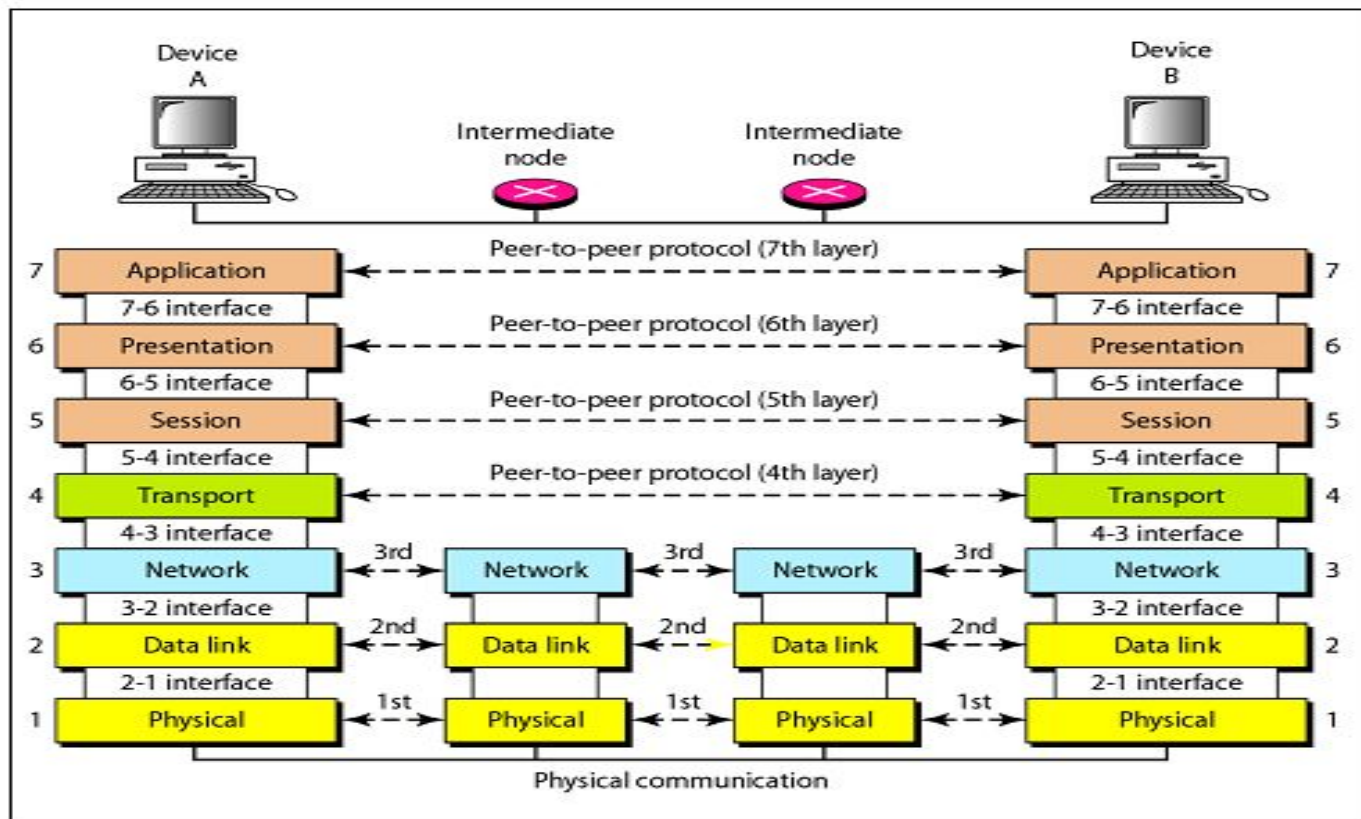 Device
A
Device
B
Intermediate
node
Intermediate
node
Peer-to-peer protocol (7th layer)
7 Application Application 7
7-6 interface 7-6 interface
Peer-to-peer protocol (6th layer)
6 Presentation Presentation 6
6-5 interface 6-5 interface
Peer-to-peer protocol (5th layer)
5 Session Session 5
5-4 interface 5-4 interface
Peer-to-peer protocol (4th layer)
4 Transport Transport 4
4-3 interface 4-3 interface
3rd 3rd 3rd
3 Network Network Network Network 3
3-2 interface 3-2 interface
2nd 2nd 2nd
2 Data link Data link Data link Data link 2
2-1 interface 2-1 interface
1st 1st 1st
1 Physical Physical Physical Physical 1
Physical communication